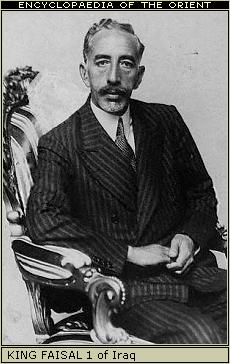 ENCYCLOPAEDIA OF THE ORIENT
KING FAISAL 1 of Iraq